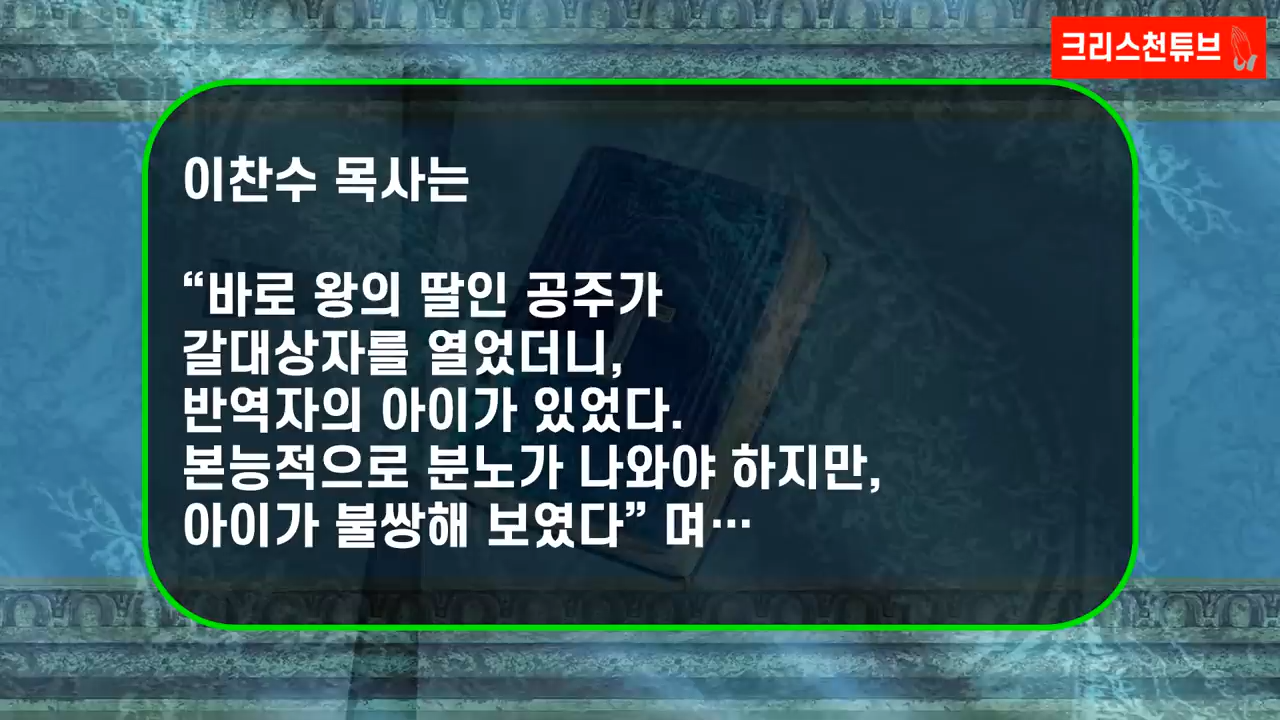 크리스천튜브
이찬수 목사는
“바로 왕의 딸인 공주가
갈대상자를 열었더니,
반역자의 아이가 있었다.
본능적으로 분노가 나와야 하지만,
아이가 불쌍해 보였다” 며…